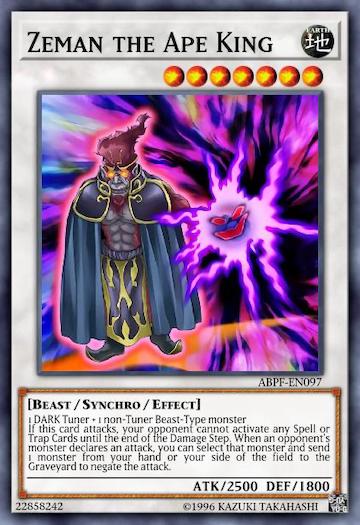 ZEMAN THE APE KING
EARTH
地
ABPF-EN097
[BEAST / SYNCHRO / EFFECT]
1 DARK Tuner + 1 non-Tuner Beast-Type monster
If this card attacks, your opponent cannot activate any Spell or
Trap Cards until the end of the Damage Step. When an opponent's
monster declares an attack, you can select that monster and send
1 monster from your hand or your side of the field to the
Graveyard to negate the attack.
ATK/2500 DEF/1800
22858242
©1996 KAZUKI TAKAHASHI